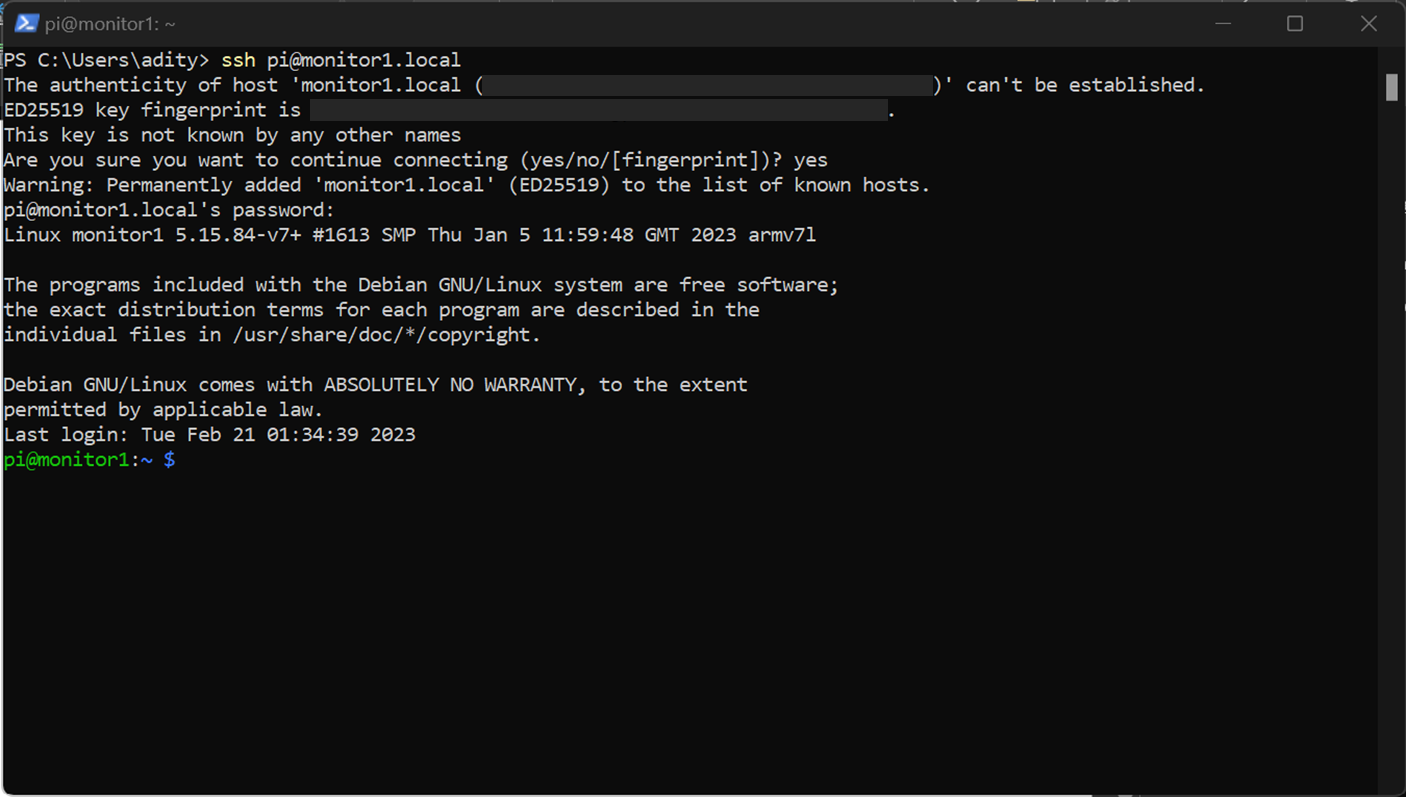 pi@monitor1: ~
PS C:\Users\adity> ssh pi@monitor1.local
The authenticity of host 'monitor1.local ()' can't be established.
ED25519 key fingerprint is .
This key is not known by any other names
Are you sure you want to continue connecting (yes/no/[fingerprint])? yes
Warning: Permanently added 'monitor1.local' (ED25519) to the list of known hosts.
pi@monitor1.local's password:
Linux monitor1 5.15.84-v7+ #1613 SMP Thu Jan 5 11:59:48 GMT 2023 armv7l

The programs included with the Debian GNU/Linux system are free software;
the exact distribution terms for each program are described in the
individual files in /usr/share/doc/*/copyright.

Debian GNU/Linux comes with ABSOLUTELY NO WARRANTY, to the extent
permitted by applicable law.
Last login: Tue Feb 21 01:34:39 2023
pi@monitor1:~ $